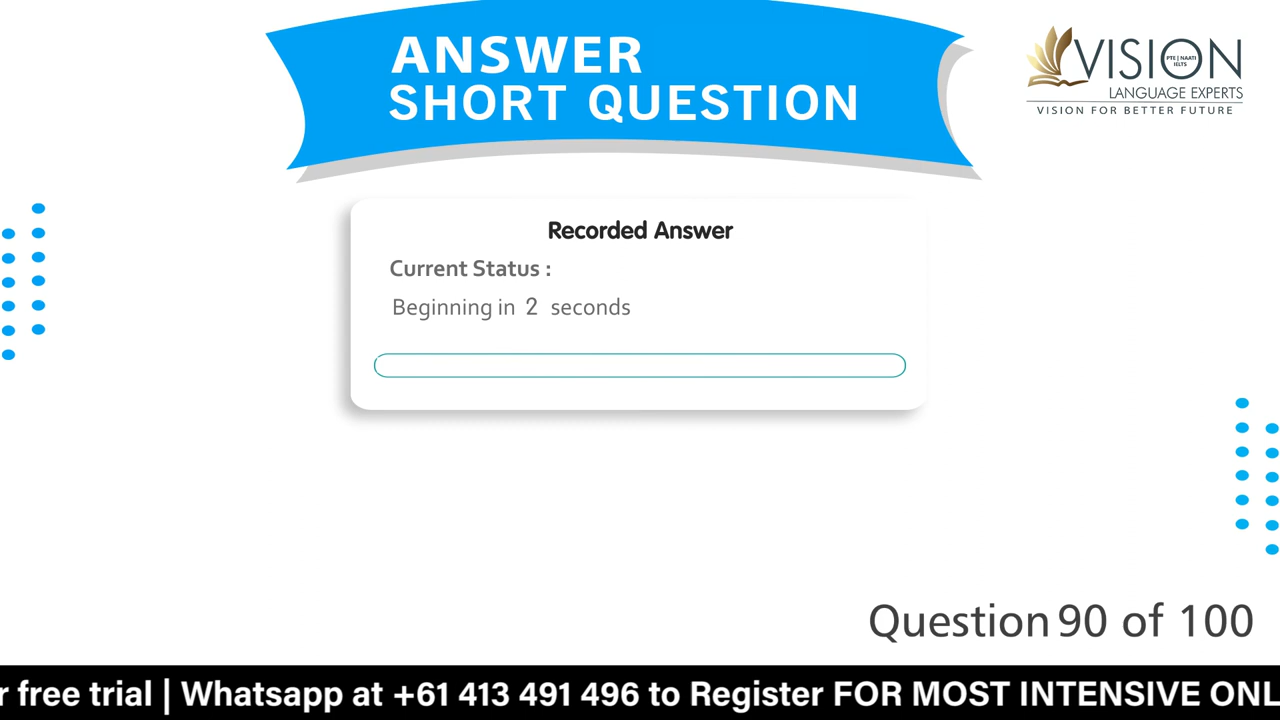 ANSWER
SHORT QUESTION
VISION
PTE | NAATI
IELTS
LANGUAGE EXPERTS
VISION FOR BETTER FUTURE
Recorded Answer
Current Status :
Beginning in 2 seconds
Question 90 of 100
r free trial | Whatsapp at +61 413 491 496 to Register FOR MOST INTENSIVE ONL